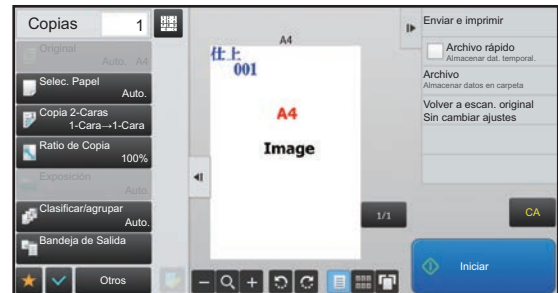 Copias 1
Original
Auto. A4
Selec. Papel
Auto.
Copia 2-Caras
1-Cara→1-Cara
Ratio de Copia
100%
Exposición
Auto.
Clasificar/agrupar
Auto.
Bandeja de Salida
Otros
A4
仕上
001
A4
Image
1/1
Enviar e imprimir
Archivo rápido
Almacenar dat. temporal.
Archivo
Almacenar datos en carpeta
Volver a escan. original
Sin cambiar ajustes
CA
Iniciar